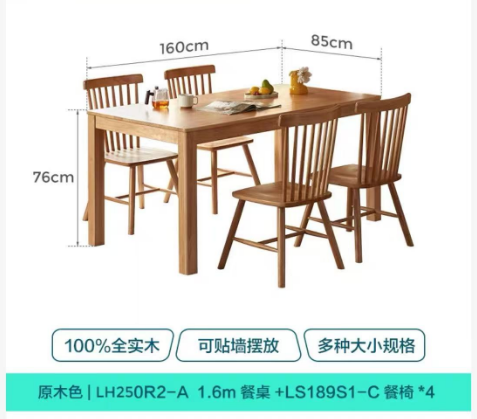 160cm
85cm
76cm
100%全实木
可贴墙摆放
多种大小规格
原木色 | LH250R2-A 1.6m 餐桌 +LS189S1-C 餐椅 *4